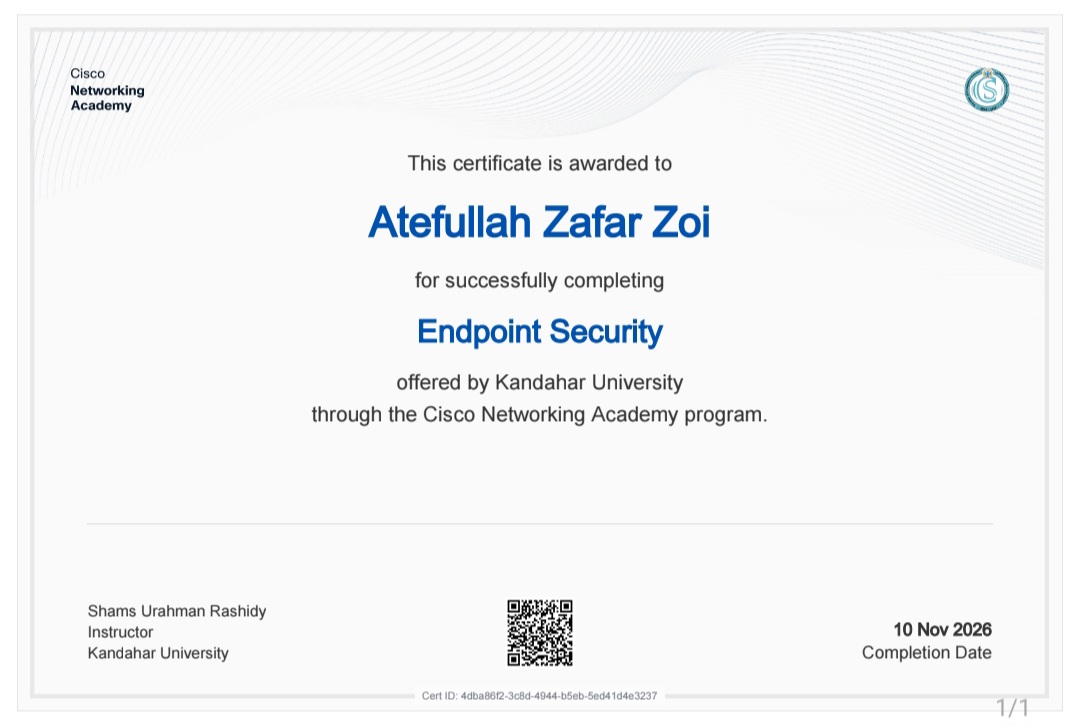 Cisco
Networking
Academy
This certificate is awarded to
Atefullah Zafar Zoi
for successfully completing
Endpoint Security
offered by Kandahar University
through the Cisco Networking Academy program.
Shams Urahman Rashidy
Instructor
Kandahar University
10 Nov 2026
Completion Date
Cert ID: 4dba86f2-3c8d-4944-b5eb-5ed41d4e3237
1/1